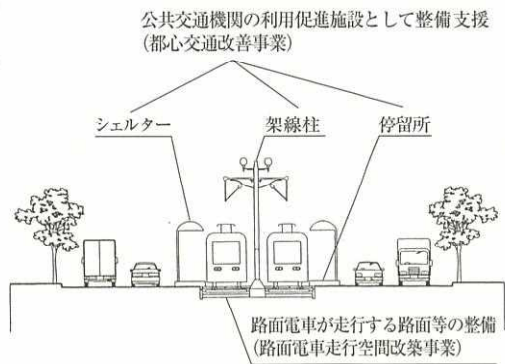 公共交通機関の利用促進施設として整備支援
(都心交通改善事業)
シェルター
架線柱
停留所
路面電車が走行する路面等の整備
(路面電車走行空間改築事業)